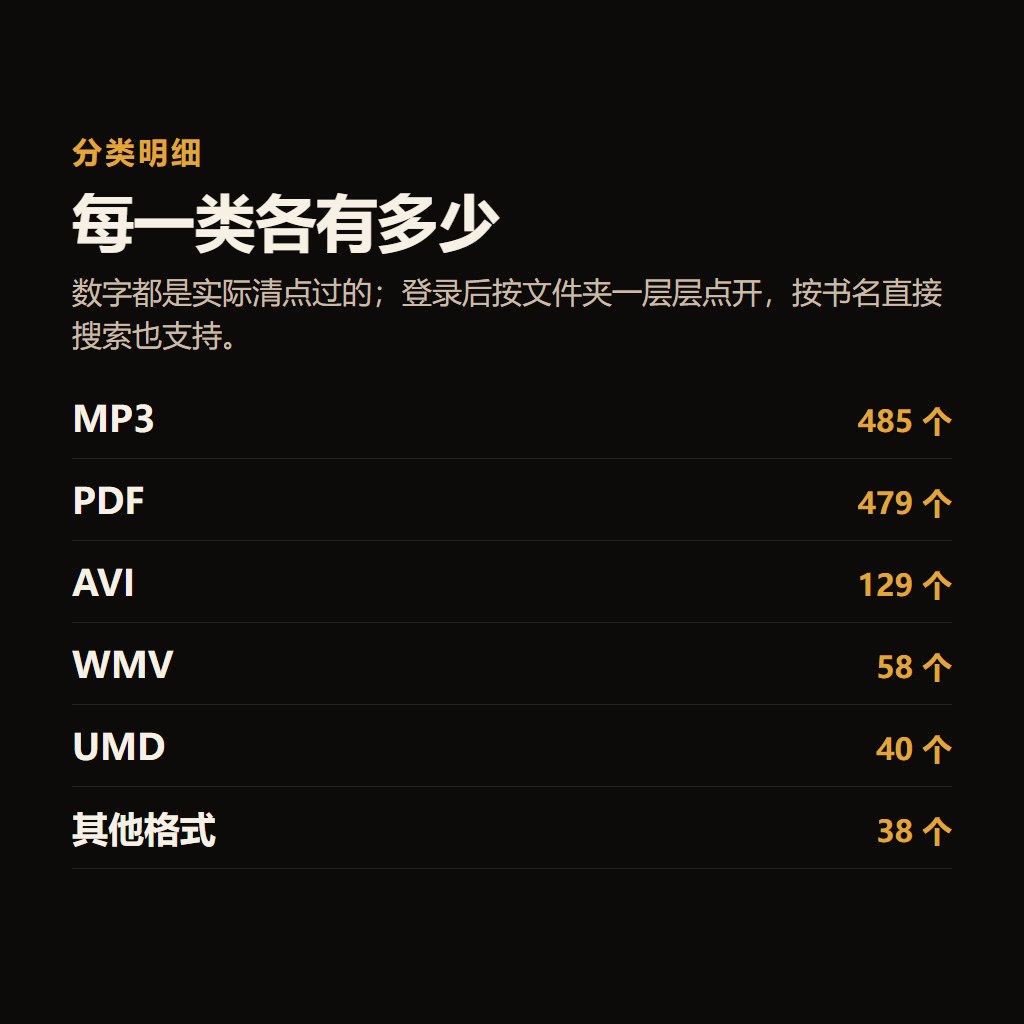 分类明细
每一类各有多少
数字都是实际清点过的；登录后按文件夹一层层点开，按书名直接
搜索也支持。
MP3 485 个
PDF 479 个
AVI 129 个
WMV 58 个
UMD 40 个
其他格式 38 个